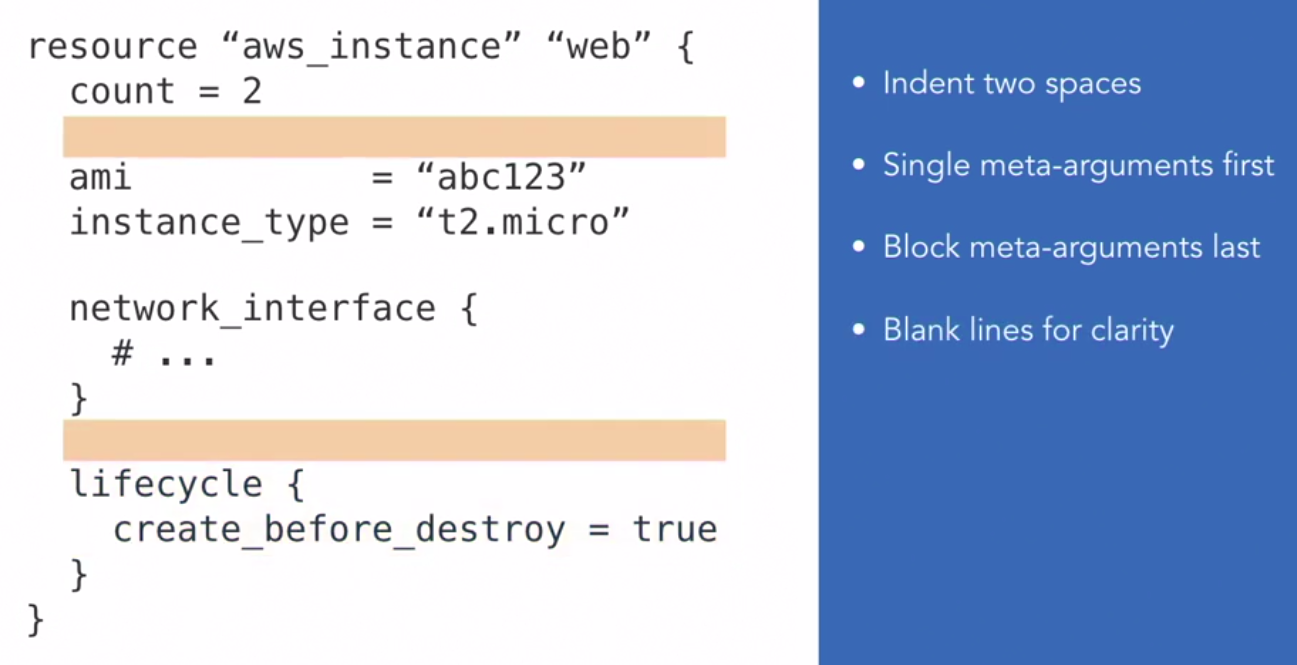 resource “aws_instance” “web” {
  count = 2
  ami           = “abc123”
  instance_type = “t2.micro”
  network_interface {
    # ...
  }
  lifecycle {
    create_before_destroy = true
  }
}
• Indent two spaces
• Single meta-arguments first
• Block meta-arguments last
• Blank lines for clarity